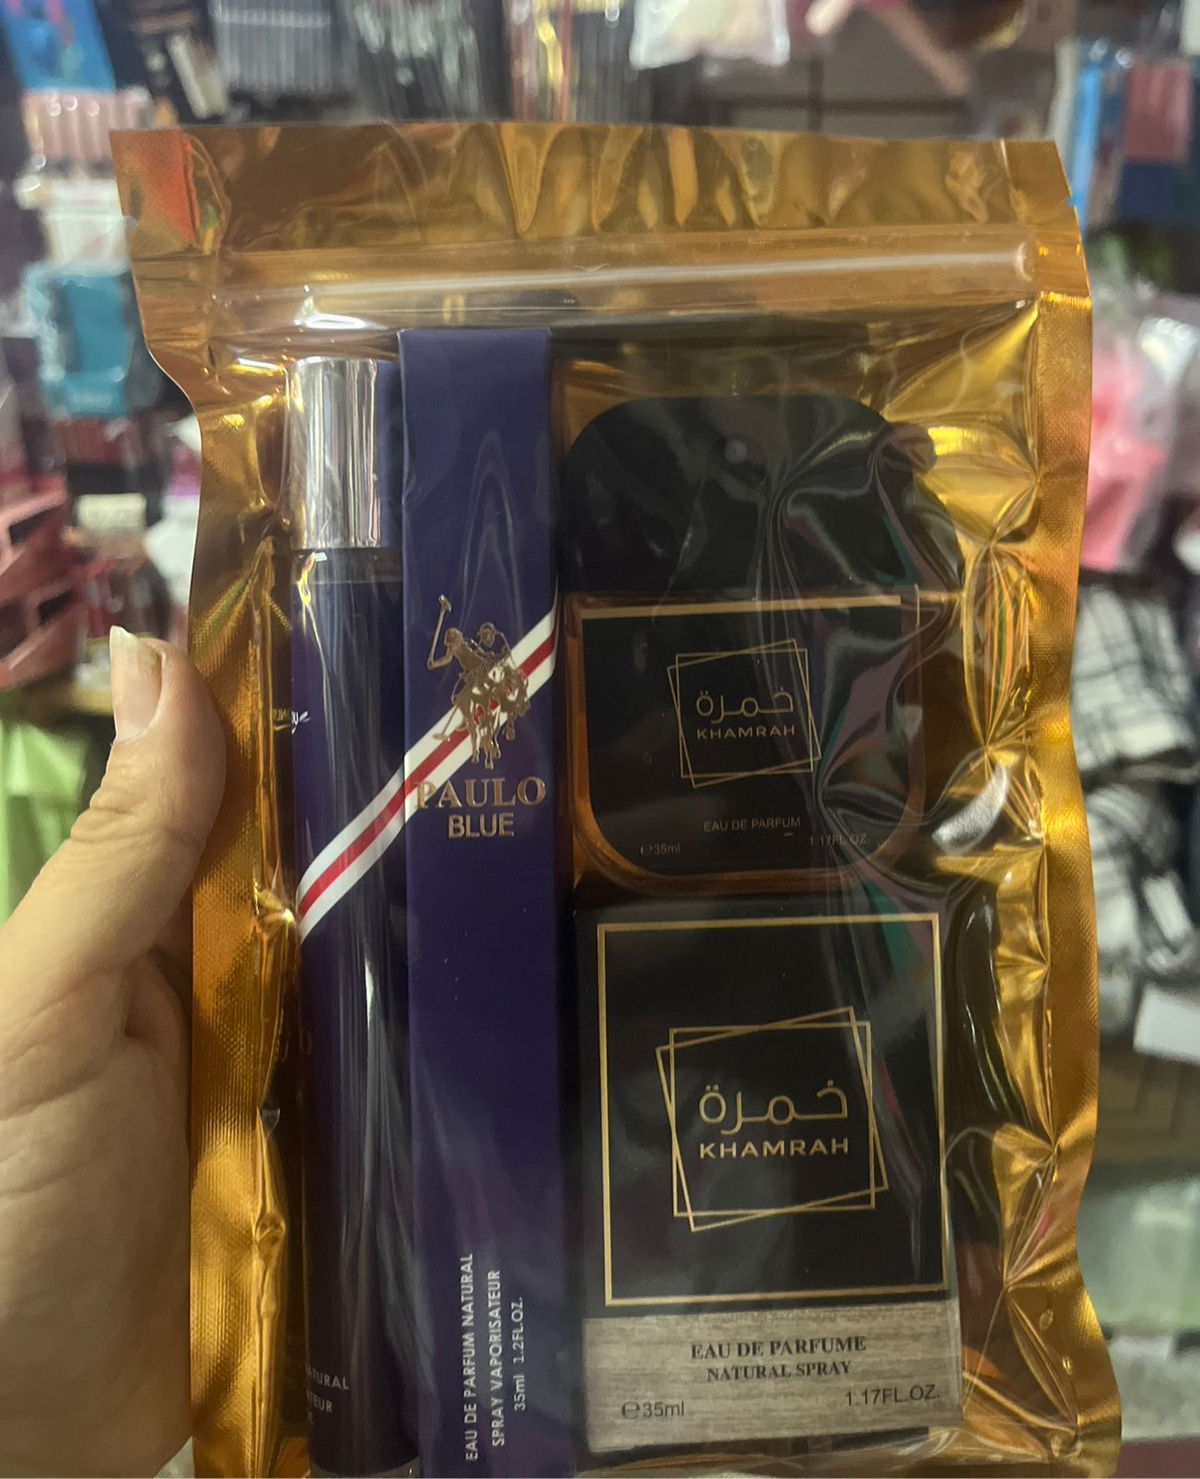 PAULO
BLUE
EAU DE PARFUM NATURAL
SPRAY VAPORISATEUR
35ml 1.2FL.OZ.
خمرة
KHAMRAH
EAU DE PARFUM
℮35ml 1.17FL.OZ
خمرة
KHAMRAH
EAU DE PARFUME
NATURAL SPRAY
℮35ml 1.17FL.OZ.